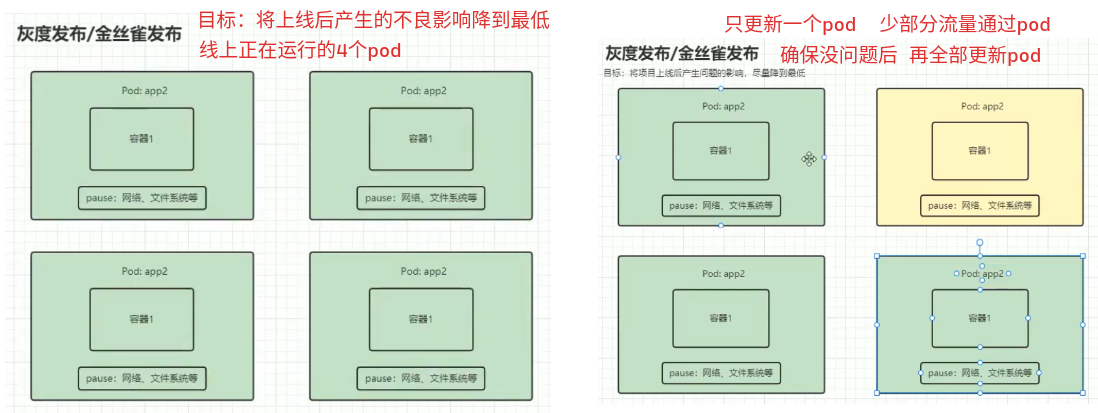 目标：将上线后产生的不良影响降到最低
灰度发布/金丝雀发布
线上正在运行的4个pod
Pod: app2
容器1
pause：网络、文件系统等
Pod: app2
容器1
pause：网络、文件系统等
Pod: app2
容器1
pause：网络、文件系统等
Pod: app2
容器1
pause：网络、文件系统等
只更新一个pod 少部分流量通过pod
灰度发布/金丝雀发布
确保没问题后 再全部更新pod
目标：将项目上线后产生问题的影响，尽量降到最低
Pod: app2
容器1
pause：网络、文件系统等
Pod: app2
容器1
pause：网络、文件系统等
Pod: app2
容器1
pause：网络、文件系统等
Pod: app2
容器1
pause：网络、文件系统等